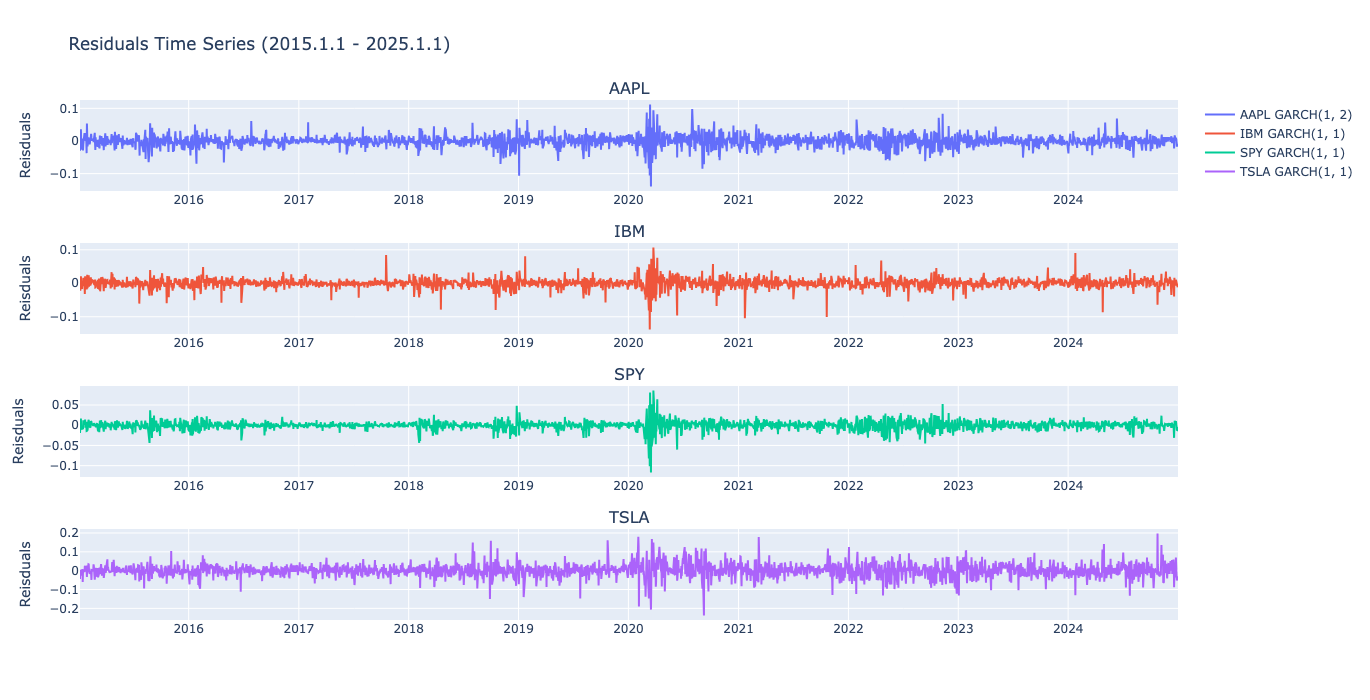 Residuals Time Series (2015.1.1 - 2025.1.1)
AAPL
Reisduals
0.1
0
−0.1
2016 2017 2018 2019 2020 2021 2022 2023 2024
AAPL GARCH(1, 2)
IBM GARCH(1, 1)
SPY GARCH(1, 1)
TSLA GARCH(1, 1)
IBM
Reisduals
0.1
0
−0.1
2016 2017 2018 2019 2020 2021 2022 2023 2024
SPY
Reisduals
0.05
0
−0.05
−0.1
2016 2017 2018 2019 2020 2021 2022 2023 2024
TSLA
Reisduals
0.2
0.1
0
−0.1
−0.2
2016 2017 2018 2019 2020 2021 2022 2023 2024